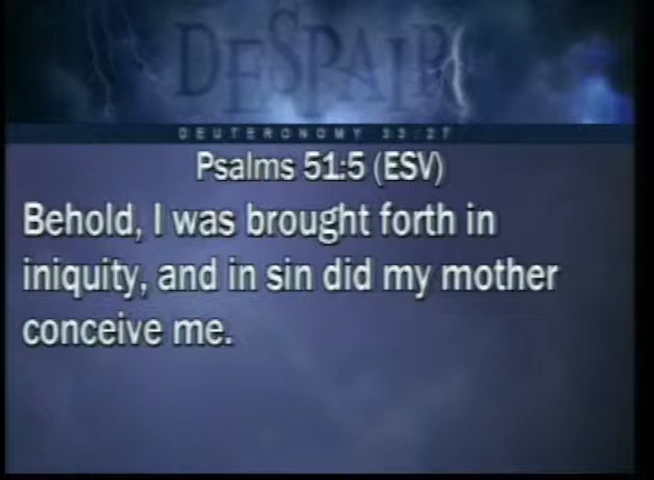 DESPAIR
DEUTERONOMY 33:27
Psalms 51:5 (ESV)
Behold, I was brought forth in
iniquity, and in sin did my mother
conceive me.